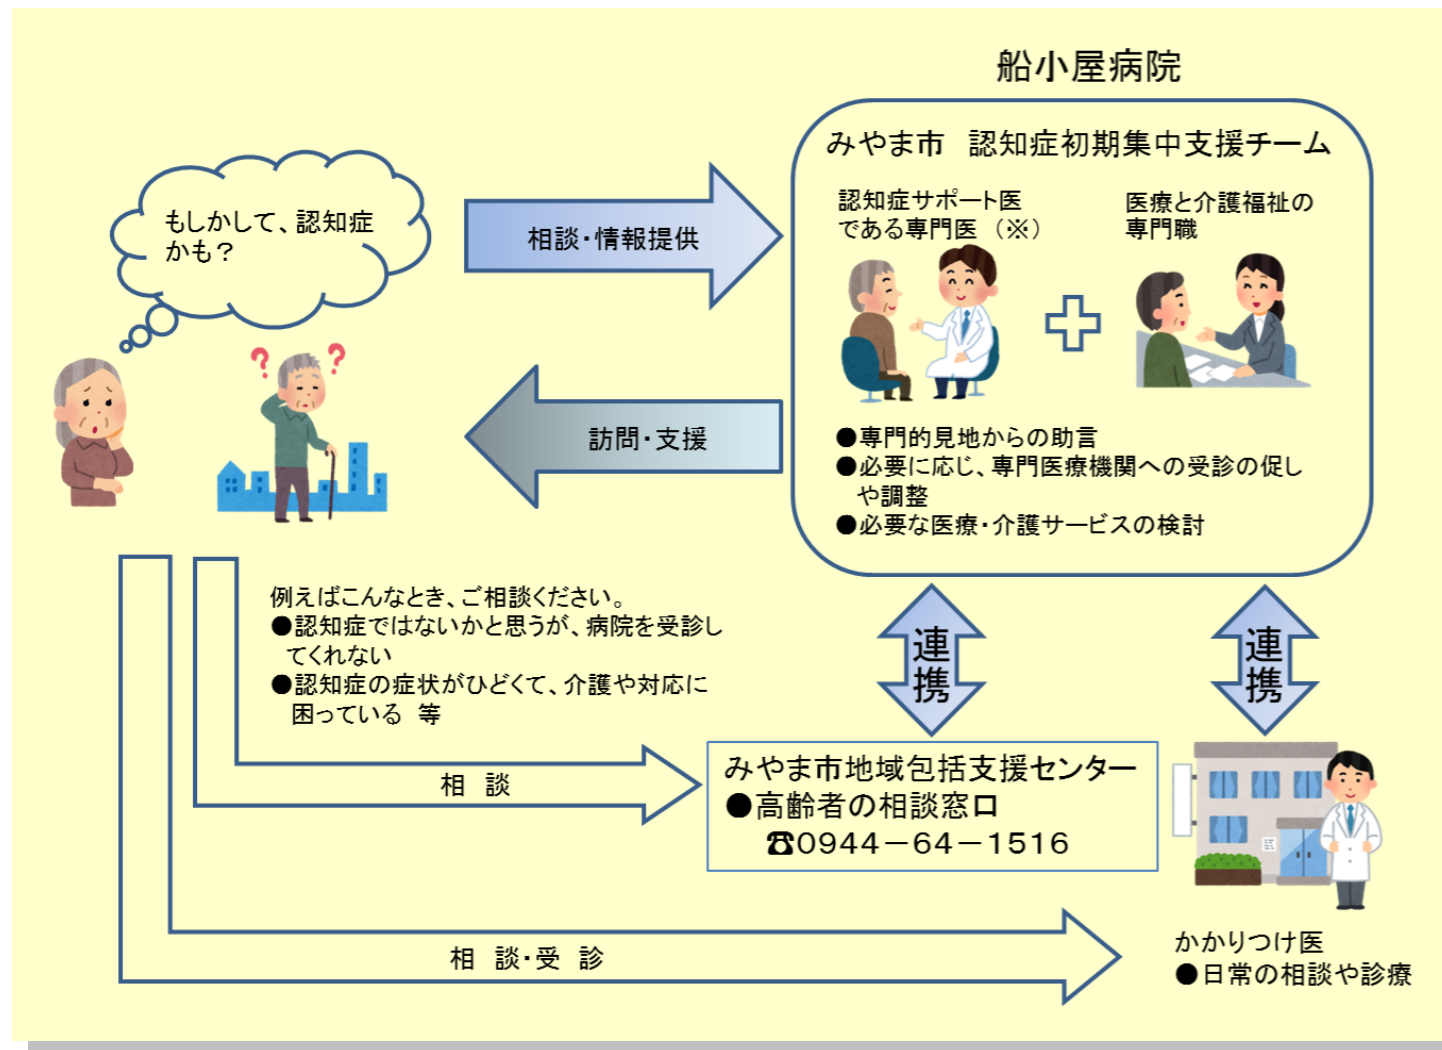 船小屋病院
みやま市　認知症初期集中支援チーム
認知症サポート医
である専門医　（※）
医療と介護福祉の
専門職
もしかして、認知症
かも？
相談・情報提供
訪問・支援
●専門的見地からの助言
●必要に応じ、専門医療機関への受診の促し
や調整
●必要な医療・介護サービスの検討
例えばこんなとき、ご相談ください。
●認知症ではないかと思うが、病院を受診し
てくれない
●認知症の症状がひどくて、介護や対応に
困っている　等
連携
連携
相　談
みやま市地域包括支援センター
●高齢者の相談窓口
☎0944－64－1516
相　談・受　診
かかりつけ医
●日常の相談や診療